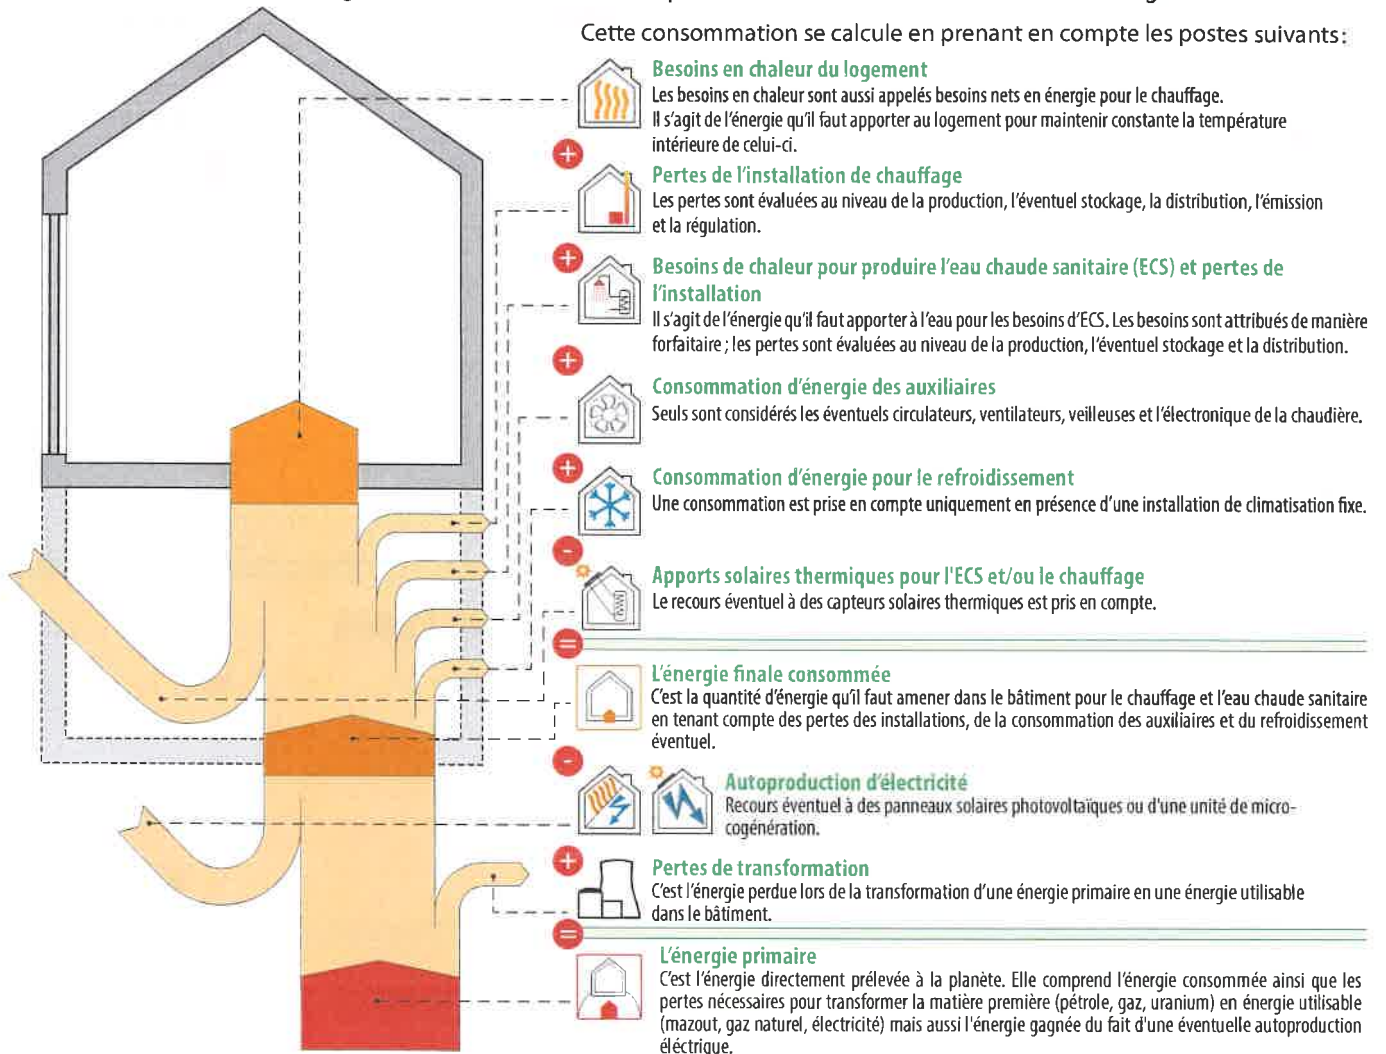 Cette consommation se calcule en prenant en compte les postes suivants:
Besoins en chaleur du logement
Les besoins en chaleur sont aussi appelés besoins nets en énergie pour le chauffage.
Il s'agit de l'énergie qu'il faut apporter au logement pour maintenir constante la température
intérieure de celui-ci.
+
Pertes de l'installation de chauffage
Les pertes sont évaluées au niveau de la production, l'éventuel stockage, la distribution, l'émission
et la régulation.
+
Besoins de chaleur pour produire l'eau chaude sanitaire (ECS) et pertes de
l'installation
Il s'agit de l'énergie qu'il faut apporter à l'eau pour les besoins d'ECS. Les besoins sont attribués de manière
forfaitaire ; les pertes sont évaluées au niveau de la production, l'éventuel stockage et la distribution.
+
Consommation d'énergie des auxiliaires
Seuls sont considérés les éventuels circulateurs, ventilateurs, veilleuses et l'électronique de la chaudière.
+
Consommation d'énergie pour le refroidissement
Une consommation est prise en compte uniquement en présence d'une installation de climatisation fixe.
-
Apports solaires thermiques pour l'ECS et/ou le chauffage
Le recours éventuel à des capteurs solaires thermiques est pris en compte.
=
L'énergie finale consommée
C'est la quantité d'énergie qu'il faut amener dans le bâtiment pour le chauffage et l'eau chaude sanitaire
en tenant compte des pertes des installations, de la consommation des auxiliaires et du refroidissement
éventuel.
-
Autoproduction d'électricité
Recours éventuel à des panneaux solaires photovoltaïques ou d'une unité de micro-
cogénération.
+
Pertes de transformation
C'est l'énergie perdue lors de la transformation d'une énergie primaire en une énergie utilisable
dans le bâtiment.
=
L'énergie primaire
C'est l'énergie directement prélevée à la planète. Elle comprend l'énergie consommée ainsi que les
pertes nécessaires pour transformer la matière première (pétrole, gaz, uranium) en énergie utilisable
(mazout, gaz naturel, électricité) mais aussi l'énergie gagnée du fait d'une éventuelle autoproduction
éléctrique.